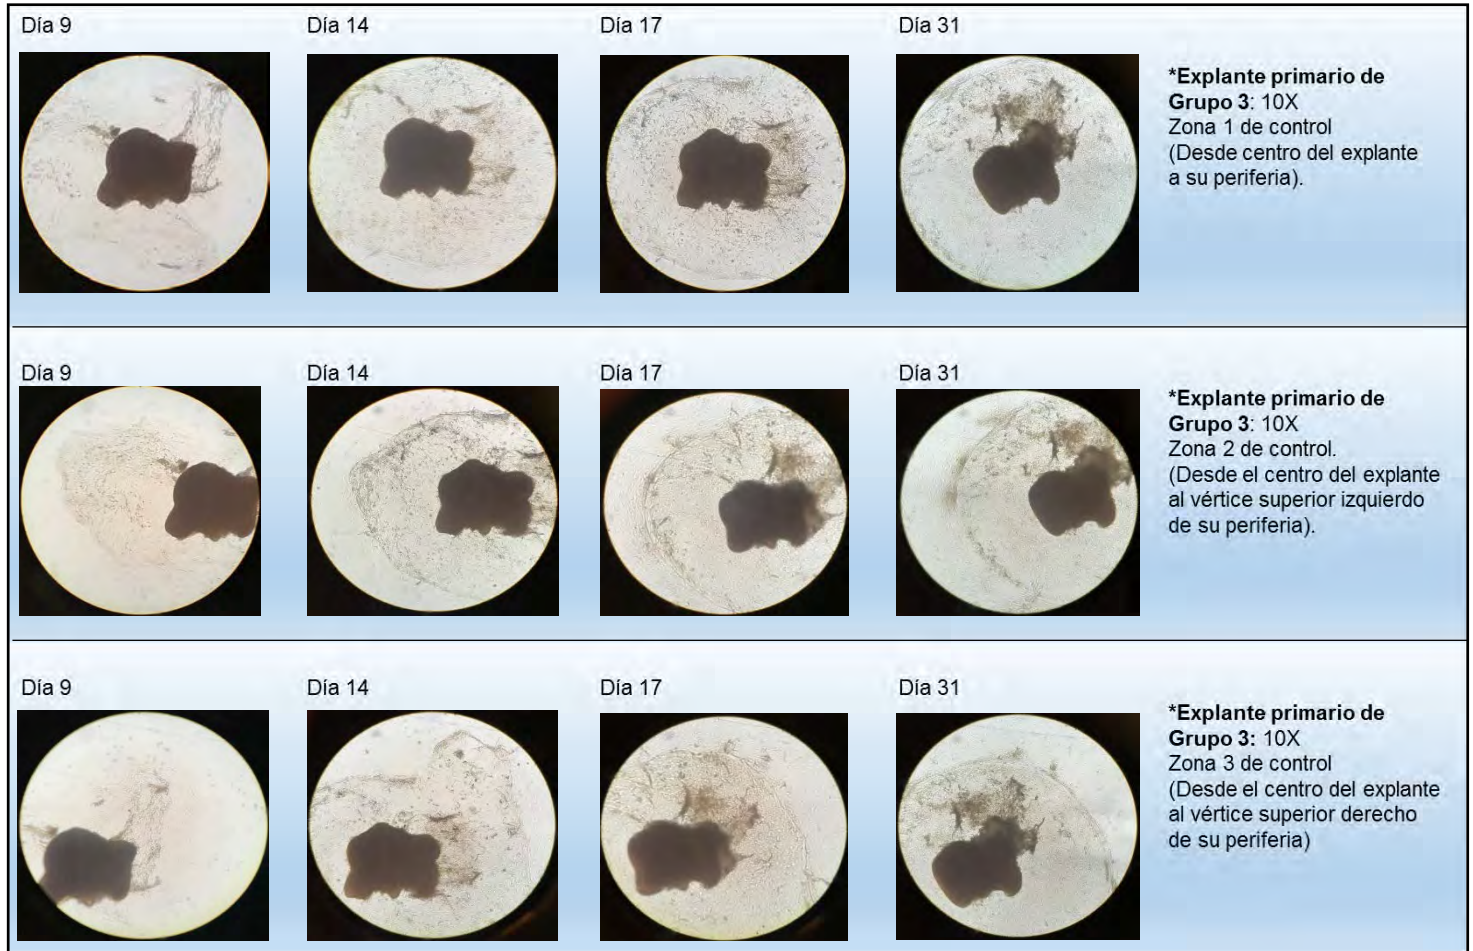 Día 9
Día 14
Día 17
Día 31
*Explante primario de
Grupo 3: 10X
Zona 1 de control
(Desde centro del explante
a su periferia).
Día 9
Día 14
Día 17
Día 31
*Explante primario de
Grupo 3: 10X
Zona 2 de control.
(Desde el centro del explante
al vértice superior izquierdo
de su periferia).
Día 9
Día 14
Día 17
Día 31
*Explante primario de
Grupo 3: 10X
Zona 3 de control
(Desde el centro del explante
al vértice superior derecho
de su periferia)